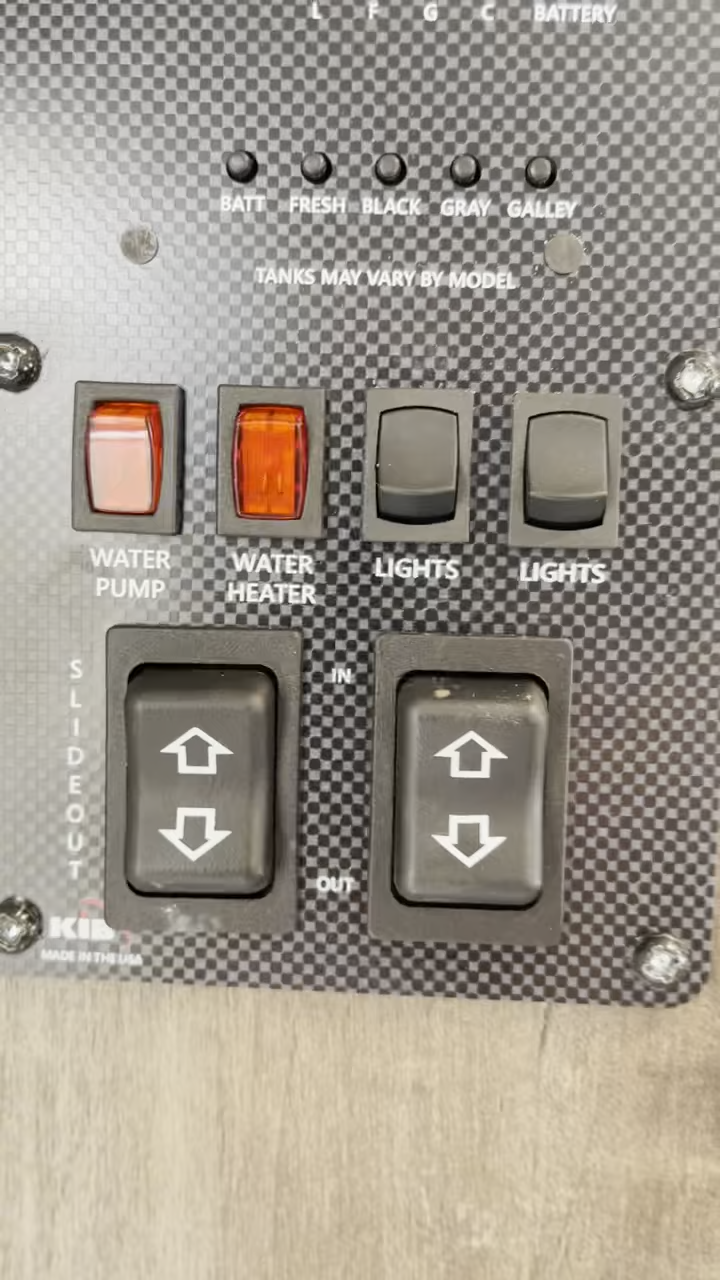 L F G C BATTERY
BATT FRESH BLACK GRAY GALLEY
TANKS MAY VARY BY MODEL
WATER PUMP
WATER HEATER
LIGHTS
LIGHTS
SLIDEOUT
IN
OUT
KIB
MADE IN THE USA